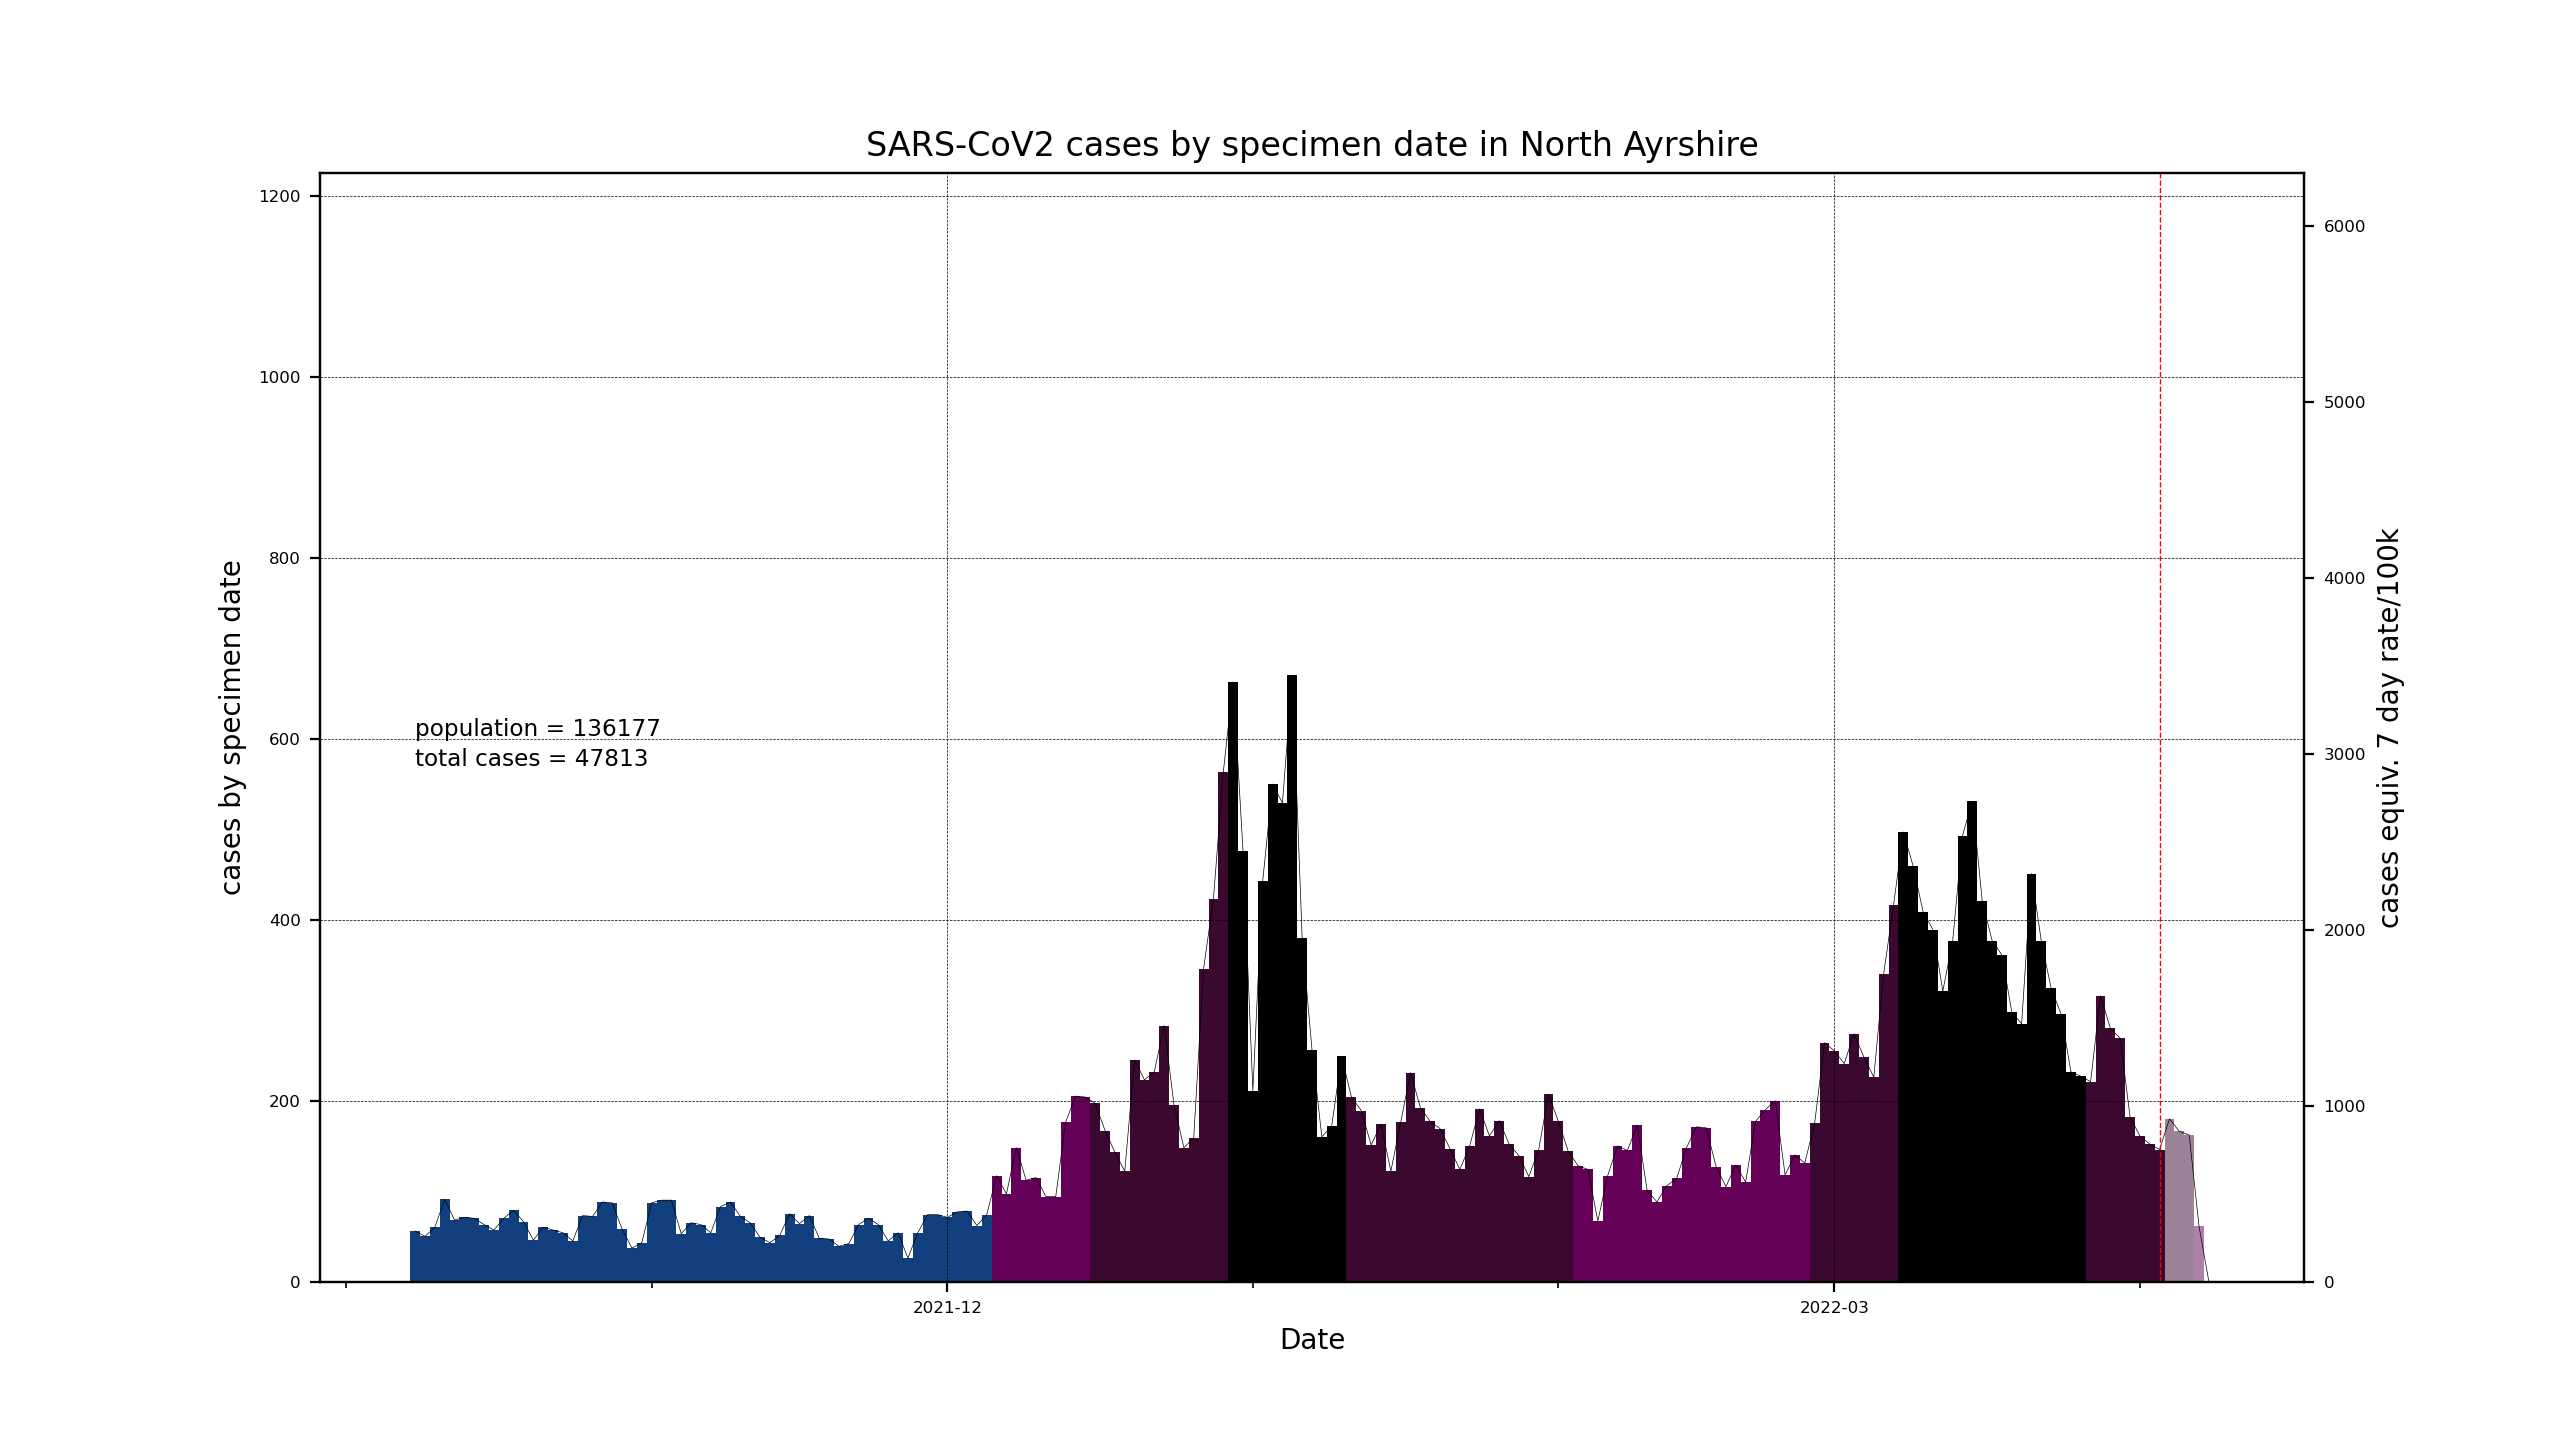 SARS-CoV2 cases by specimen date in North Ayrshire
cases by specimen date
1200
1000
800
600
400
200
0
population = 136177
total cases = 47813
6000
5000
4000
3000
2000
1000
0
cases equiv. 7 day rate/100k
2021-12
2022-03
Date